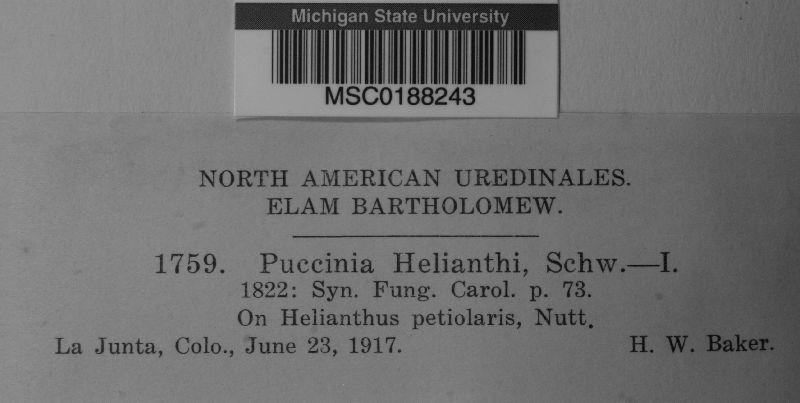 Michigan State University
MSC0188243
NORTH AMERICAN UREDINALES.
ELAM BARTHOLOMEW.
1759. Puccinia Helianthi, Schw.—I.
1822: Syn. Fung. Carol. p. 73.
On Helianthus petiolaris, Nutt.
La Junta, Colo., June 23, 1917. H. W. Baker.